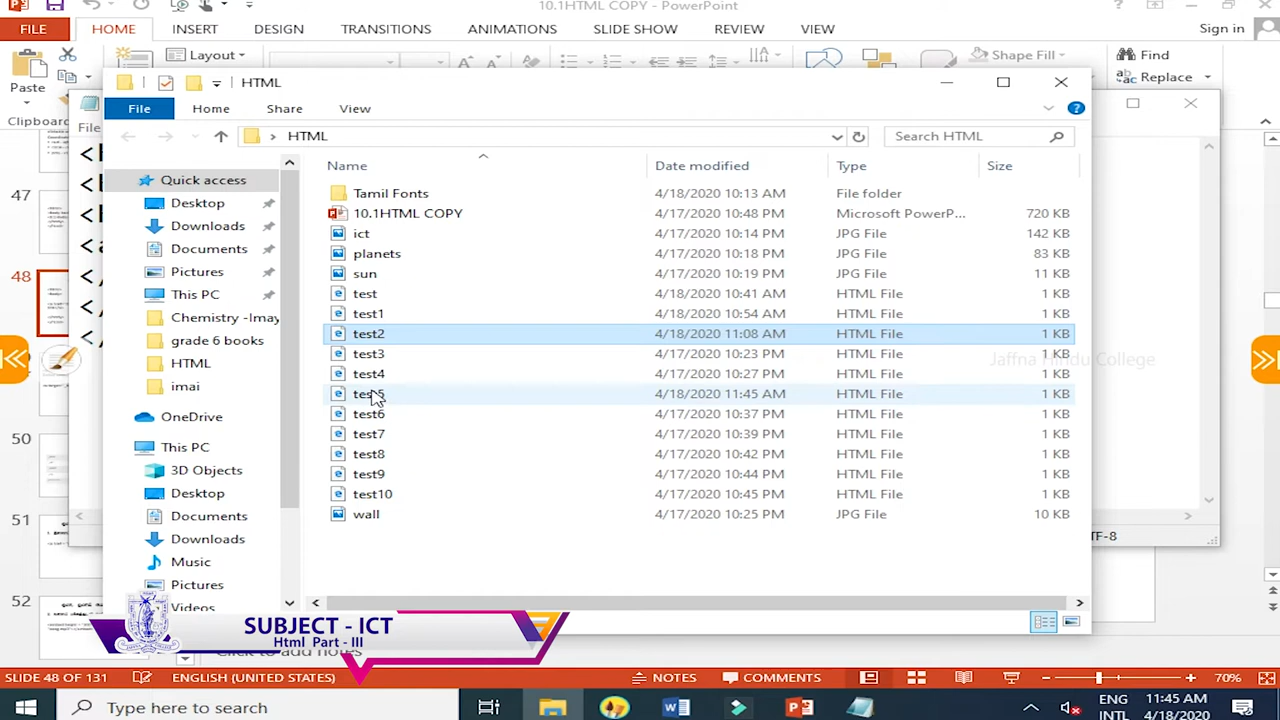 10.1HTML COPY - PowerPoint
FILE HOME INSERT DESIGN TRANSITIONS ANIMATIONS SLIDE SHOW REVIEW VIEW Sign in
Paste Layout Shape Fill Find
Replace
Clipboard
HTML
File Home Share View
File
HTML Search HTML
Name Date modified Type Size
Quick access
Desktop
Downloads
Documents
Pictures
This PC
Chemistry -Imay
grade 6 books
HTML
imai
OneDrive
This PC
3D Objects
Desktop
Documents
Downloads
Music
Pictures
Videos
Tamil Fonts 4/18/2020 10:13 AM File folder
10.1HTML COPY 4/17/2020 10:48 PM Microsoft PowerP... 720 KB
ict 4/17/2020 10:14 PM JPG File 142 KB
planets 4/17/2020 10:18 PM JPG File 83 KB
sun 4/17/2020 10:19 PM JPG File 11 KB
test 4/18/2020 10:41 AM HTML File 1 KB
test1 4/18/2020 10:54 AM HTML File 1 KB
test2 4/18/2020 11:08 AM HTML File 1 KB
test3 4/17/2020 10:23 PM HTML File 1 KB
test4 4/17/2020 10:27 PM HTML File 1 KB
test5 4/18/2020 11:45 AM HTML File 1 KB
test6 4/17/2020 10:37 PM HTML File 1 KB
test7 4/17/2020 10:39 PM HTML File 1 KB
test8 4/17/2020 10:42 PM HTML File 1 KB
test9 4/17/2020 10:44 PM HTML File 1 KB
test10 4/17/2020 10:45 PM HTML File 1 KB
wall 4/17/2020 10:25 PM JPG File 10 KB
Jaffna Hindu College
47
48
50
51
52
TF-8
SUBJECT - ICT
Html Part - III
Click to add notes
SLIDE 48 OF 131 ENGLISH (UNITED STATES) NOTES COMMENTS 70%
Type here to search ENG 11:45 AM
INTL 4/18/2020